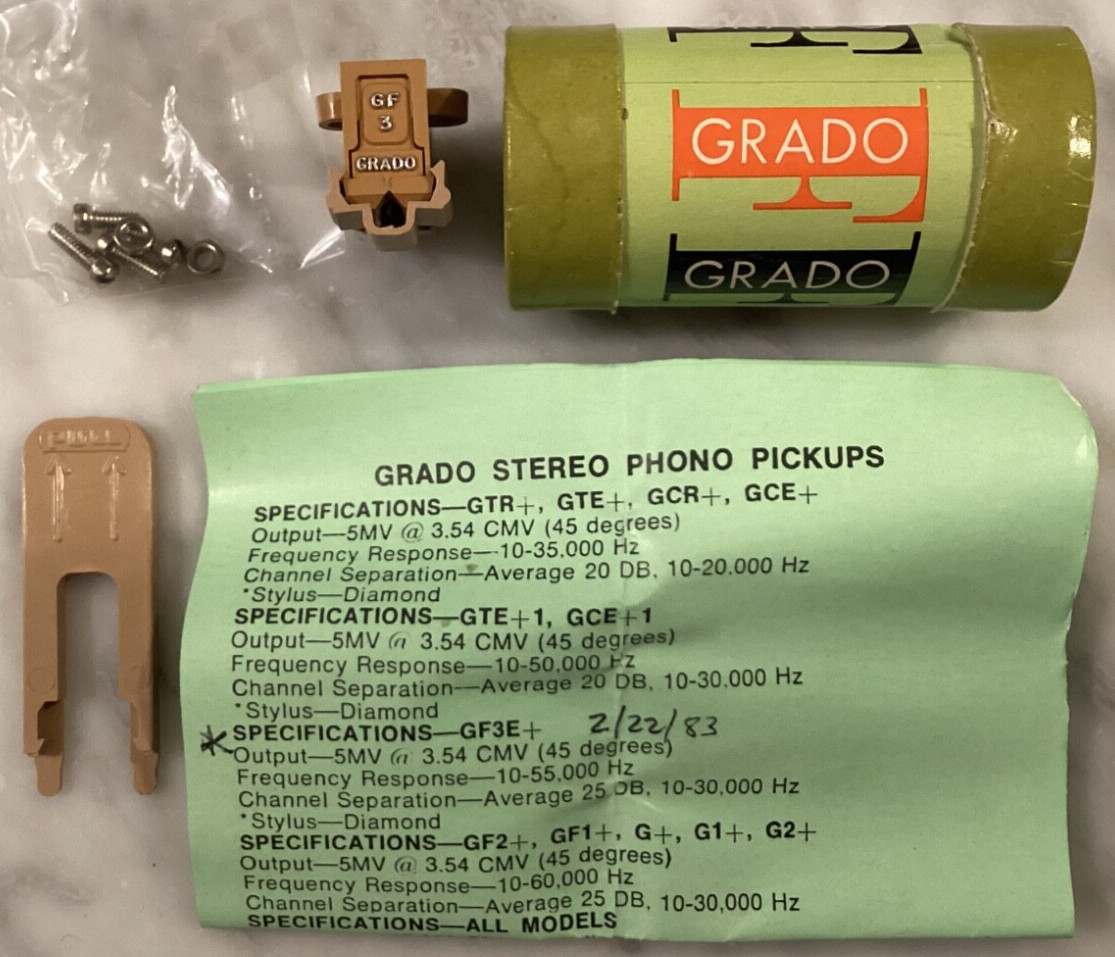 GF
3
GRADO
GRADO
GRADO
PULL
GRADO STEREO PHONO PICKUPS
SPECIFICATIONS—GTR+, GTE+, GCR+, GCE+
Output—5MV @ 3.54 CMV (45 degrees)
Frequency Response—10-35,000 Hz
Channel Separation—Average 20 DB, 10-20.000 Hz
*Stylus—Diamond
SPECIFICATIONS—GTE+1, GCE+1
Output—5MV @ 3.54 CMV (45 degrees)
Frequency Response—10-50,000 Hz
Channel Separation—Average 20 DB, 10-30.000 Hz
*Stylus—Diamond
* SPECIFICATIONS—GF3E+ 2/22/83
Output—5MV @ 3.54 CMV (45 degrees)
Frequency Response—10-55,000 Hz
Channel Separation—Average 25 DB, 10-30,000 Hz
*Stylus—Diamond
SPECIFICATIONS—GF2+, GF1+, G+, G1+, G2+
Output—5MV @ 3.54 CMV (45 degrees)
Frequency Response—10-60,000 Hz
Channel Separation—Average 25 DB, 10-30,000 Hz
SPECIFICATIONS—ALL MODELS